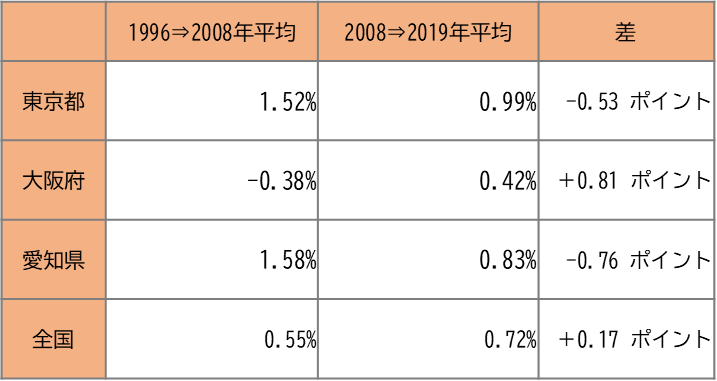 1996⇒2008年平均 2008⇒2019年平均 差
東京都 1.52% 0.99% -0.53 ポイント
大阪府 -0.38% 0.42% +0.81 ポイント
愛知県 1.58% 0.83% -0.76 ポイント
全国 0.55% 0.72% +0.17 ポイント